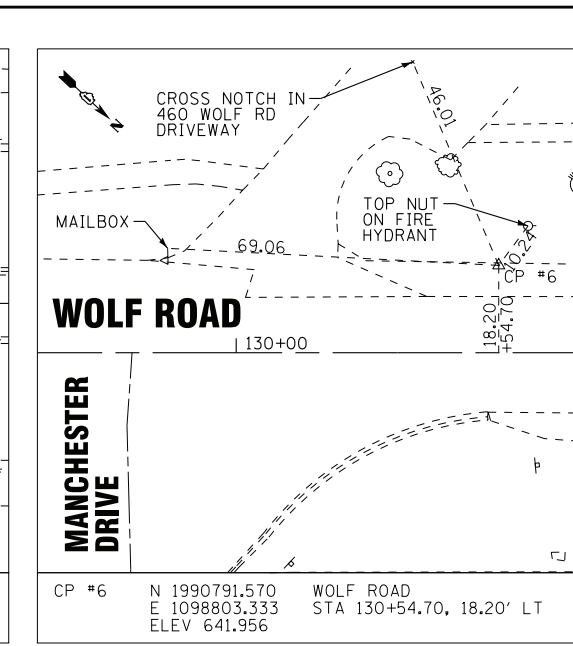 N
CROSS NOTCH IN
460 WOLF RD
DRIVEWAY
46.01
MAILBOX
TOP NUT
ON FIRE
HYDRANT
69.06
10.24
CP #6
WOLF ROAD
18.20
+54.70
130+00
MANCHESTER
DRIVE
CP #6 N 1990791.570 WOLF ROAD
E 1098803.333 STA 130+54.70, 18.20' LT
ELEV 641.956